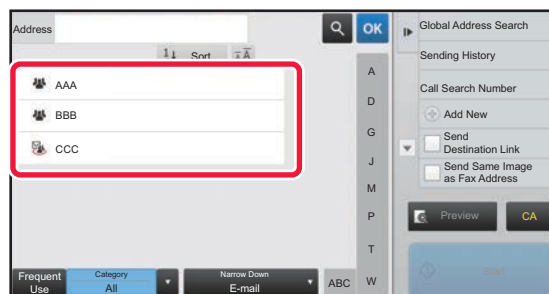 Address
OK
Sort
AAA
BBB
CCC
A
D
G
J
M
P
T
W
Frequent
Use
Category
All
Narrow Down
E-mail
ABC
Global Address Search
Sending History
Call Search Number
Add New
Send
Destination Link
Send Same Image
as Fax Address
Preview
CA
Start